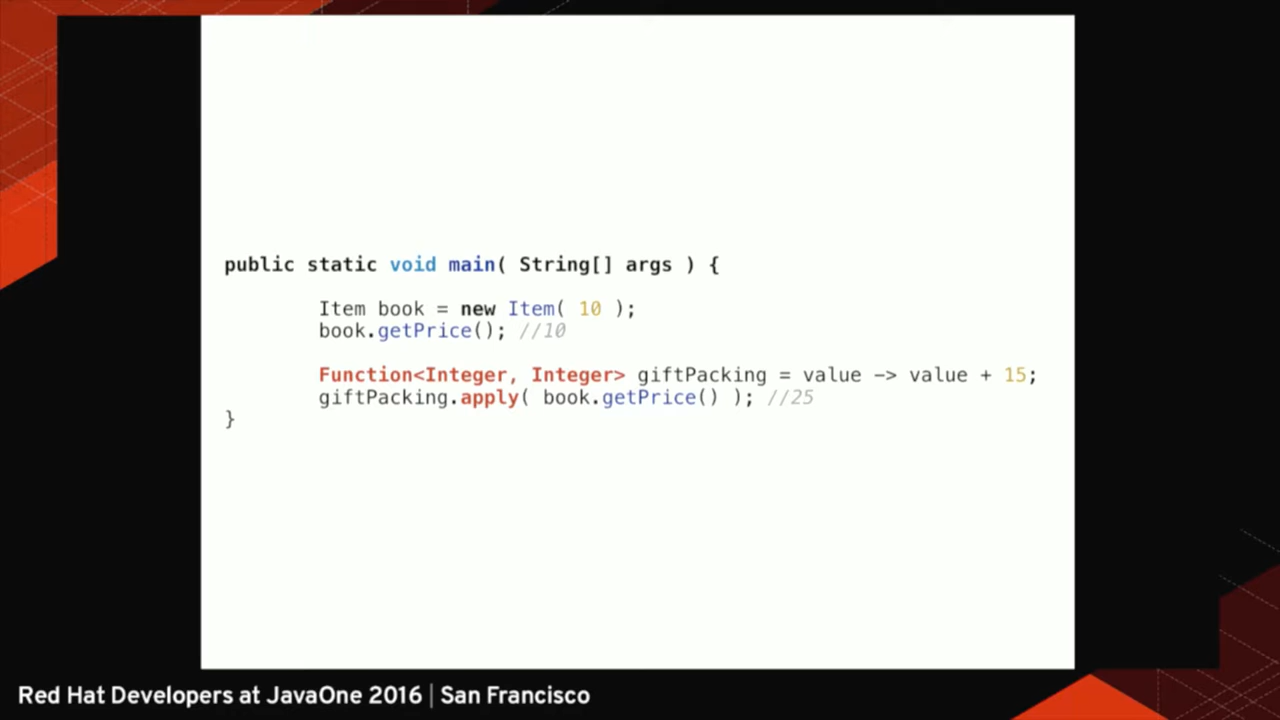 public static void main( String[] args ) {
Item book = new Item( 10 );
book.getPrice(); //10
Function<Integer, Integer> giftPacking = value -> value + 15;
giftPacking.apply( book.getPrice() ); //25
}
Red Hat Developers at JavaOne 2016 | San Francisco